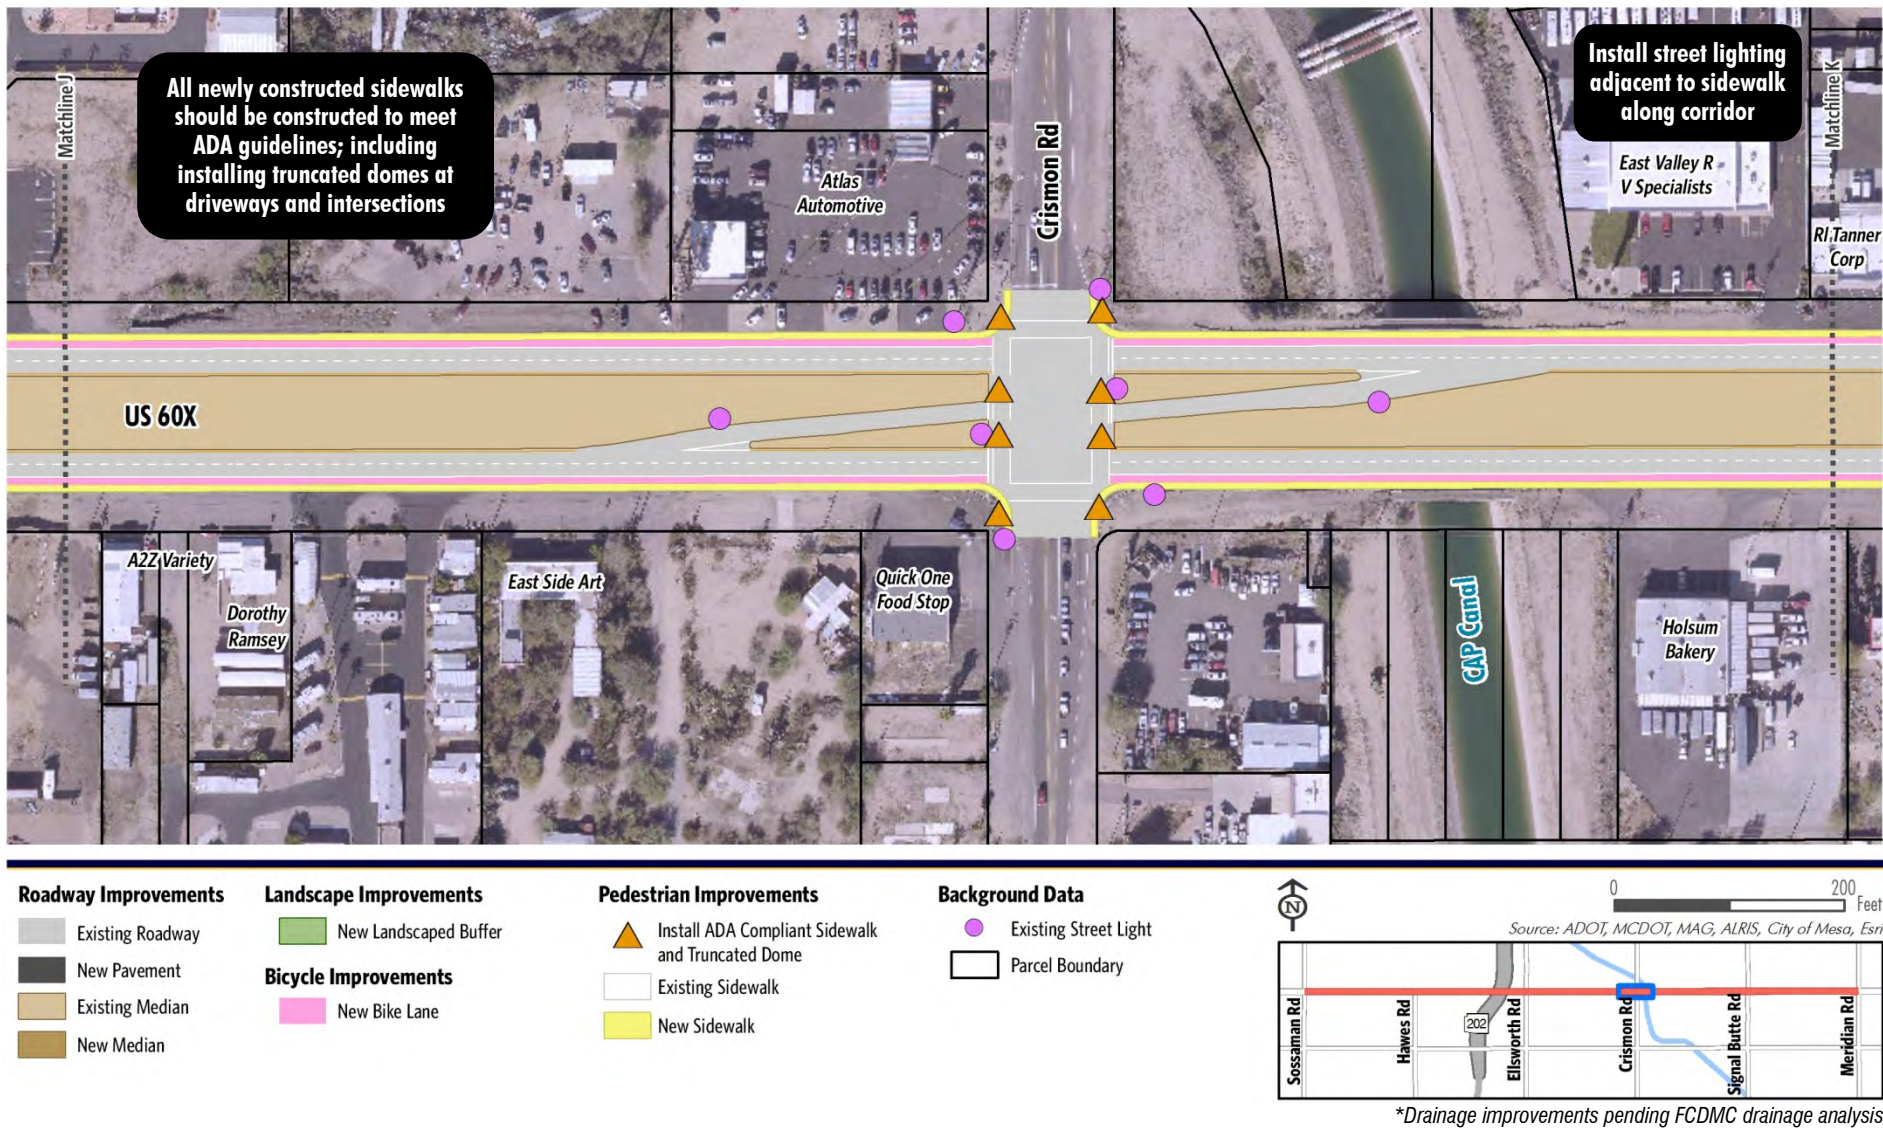 Matchline J
All newly constructed sidewalks
should be constructed to meet
ADA guidelines; including
installing truncated domes at
driveways and intersections
Atlas
Automotive
Crismon Rd
Install street lighting
adjacent to sidewalk
along corridor
Matchline K
East Valley R
V Specialists
Rl Tanner
Corp
US 60X
A2Z Variety
Dorothy
Ramsey
East Side Art
Quick One
Food Stop
CAP Canal
Holsum
Bakery
Roadway Improvements
Existing Roadway
New Pavement
Existing Median
New Median
Landscape Improvements
New Landscaped Buffer
Bicycle Improvements
New Bike Lane
Pedestrian Improvements
Install ADA Compliant Sidewalk
and Truncated Dome
Existing Sidewalk
New Sidewalk
Background Data
Existing Street Light
Parcel Boundary
N
0 200
Feet
Source: ADOT, MCDOT, MAG, ALRIS, City of Mesa, Esri
Sossaman Rd
Hawes Rd
202
Ellsworth Rd
Crismon Rd
Signal Butte Rd
Meridian Rd
*Drainage improvements pending FCDMC drainage analysis